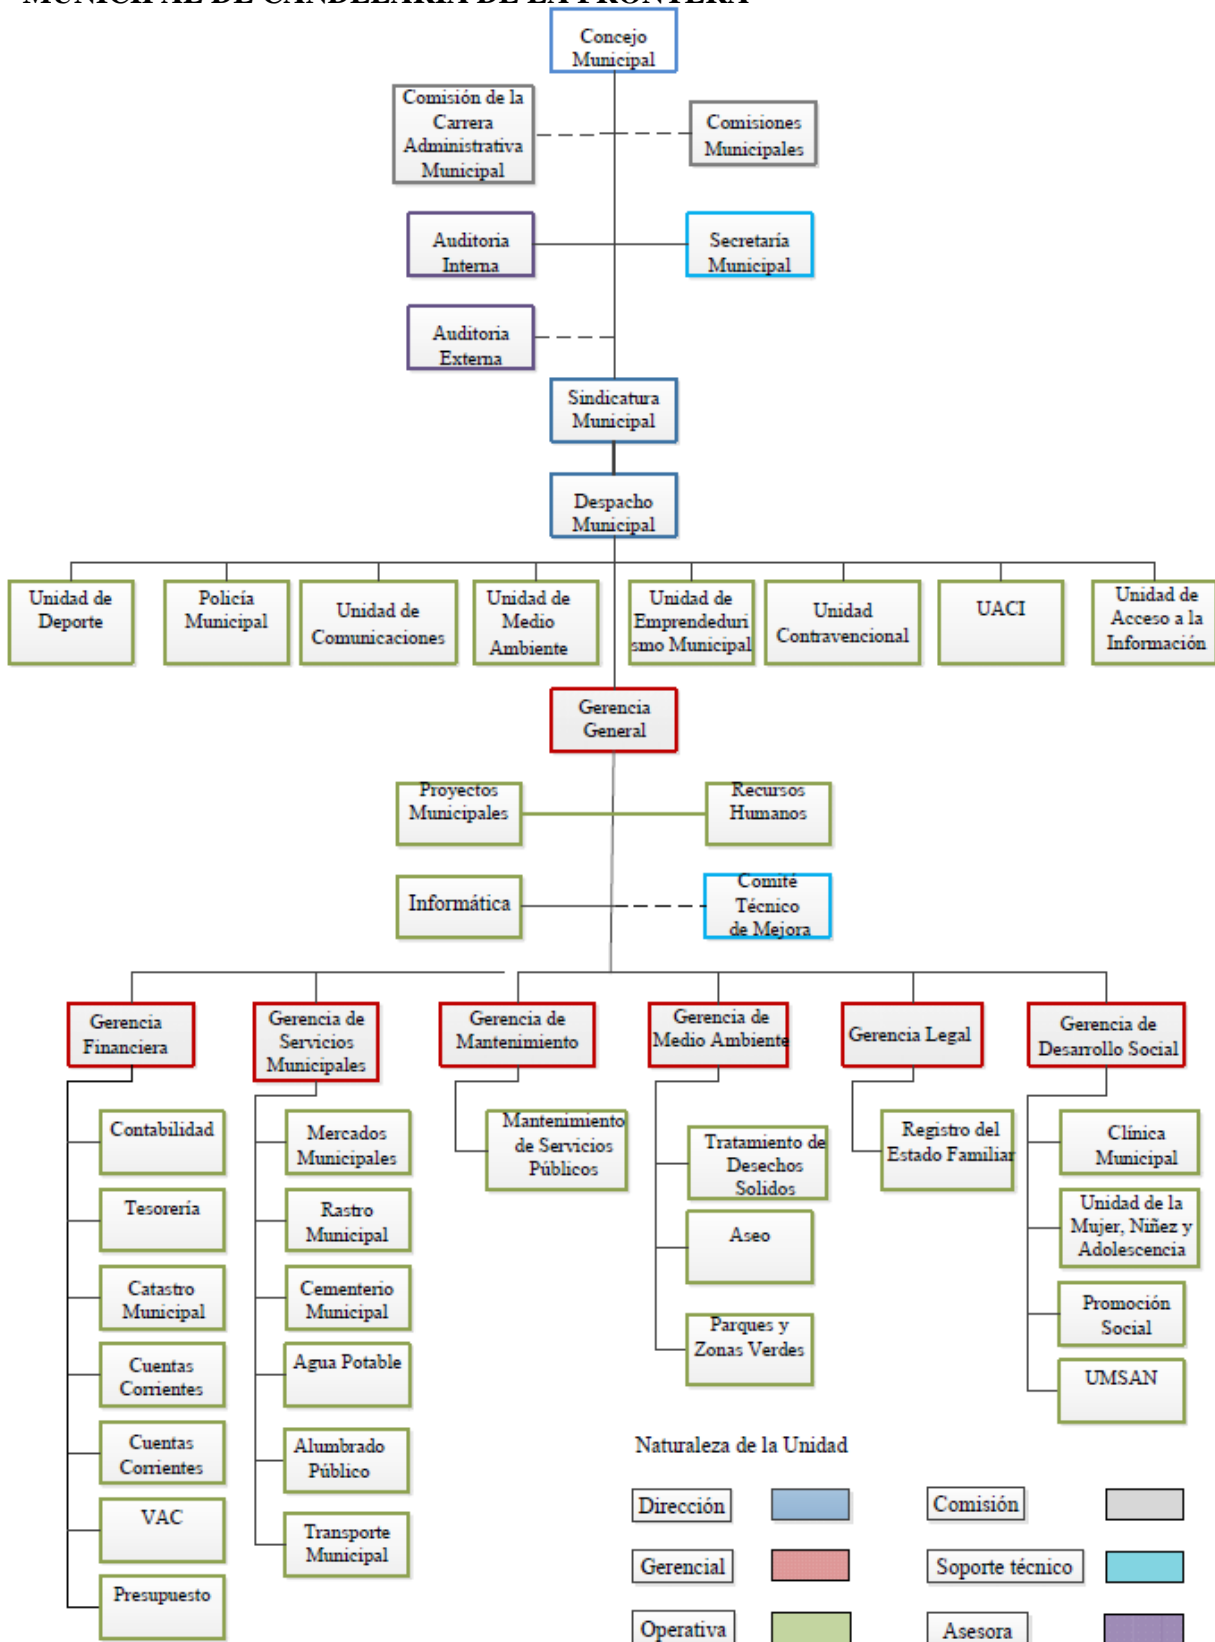 MUNICIPAL DE CANDELARIA DE LA FRONTERA
Concejo
Municipal
Comisión de la
Carrera
Administrativa
Municipal
Comisiones
Municipales
Auditoria
Interna
Secretaría
Municipal
Auditoria
Externa
Sindicatura
Municipal
Despacho
Municipal
Unidad de
Deporte
Policía
Municipal
Unidad de
Comunicaciones
Unidad de
Medio
Ambiente
Unidad de
Emprendeduri
smo Municipal
Unidad
Contravencional
UACI
Unidad de
Acceso a la
Información
Gerencia
General
Proyectos
Municipales
Recursos
Humanos
Informática
Comité
Técnico
de Mejora
Gerencia
Financiera
Gerencia de
Servicios
Municipales
Gerencia de
Mantenimiento
Gerencia de
Medio Ambiente
Gerencia Legal
Gerencia de
Desarrollo Social
Contabilidad
Tesorería
Catastro
Municipal
Cuentas
Corrientes
Cuentas
Corrientes
VAC
Presupuesto
Mercados
Municipales
Rastro
Municipal
Cementerio
Municipal
Agua Potable
Alumbrado
Público
Transporte
Municipal
Mantenimiento
de Servicios
Públicos
Tratamiento de
Desechos
Solidos
Aseo
Parques y
Zonas Verdes
Registro del
Estado Familiar
Clínica
Municipal
Unidad de la
Mujer, Niñez y
Adolescencia
Promoción
Social
UMSAN
Naturaleza de la Unidad
Dirección
Comisión
Gerencial
Soporte técnico
Operativa
Asesora